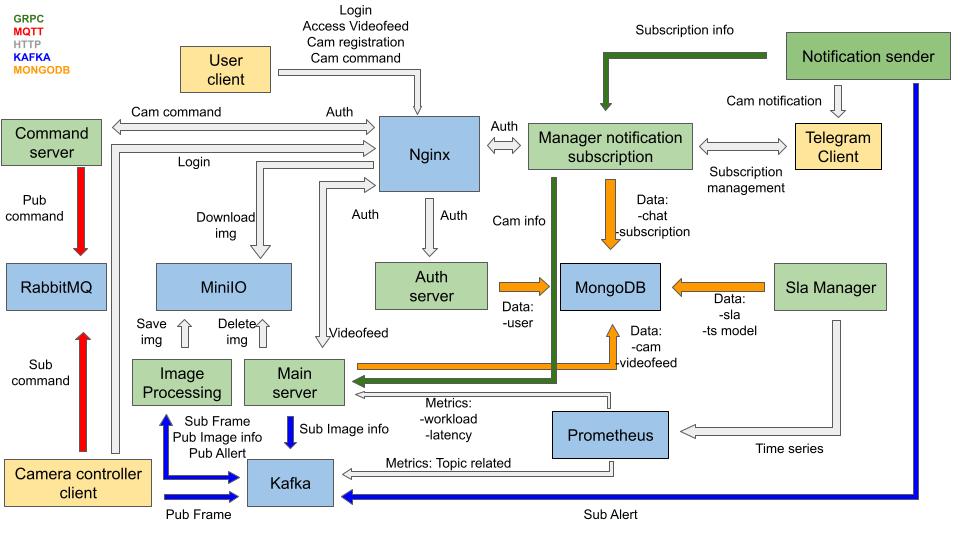 GRPC
MQTT
HTTP
KAFKA
MONGODB
Login
Access Videofeed
Cam registration
Cam command
User
client
Subscription info
Notification sender
Cam notification
Cam command
Auth
Command
server
Login
Nginx
Auth
Manager notification
subscription
Telegram
Client
Subscription
management
Pub
command
Download
img
Auth
Auth
Cam info
Data:
-chat
-subscription
RabbitMQ
MiniIO
Auth
server
Data:
-user
MongoDB
Data:
-sla
-ts model
Sla Manager
Save
img
Delete
img
Videofeed
Data:
-cam
-videofeed
Sub
command
Image
Processing
Main
server
Metrics:
-workload
-latency
Sub Frame
Pub Image info
Pub Allert
Sub Image info
Prometheus
Time series
Camera controller
client
Kafka
Metrics: Topic related
Pub Frame
Sub Alert